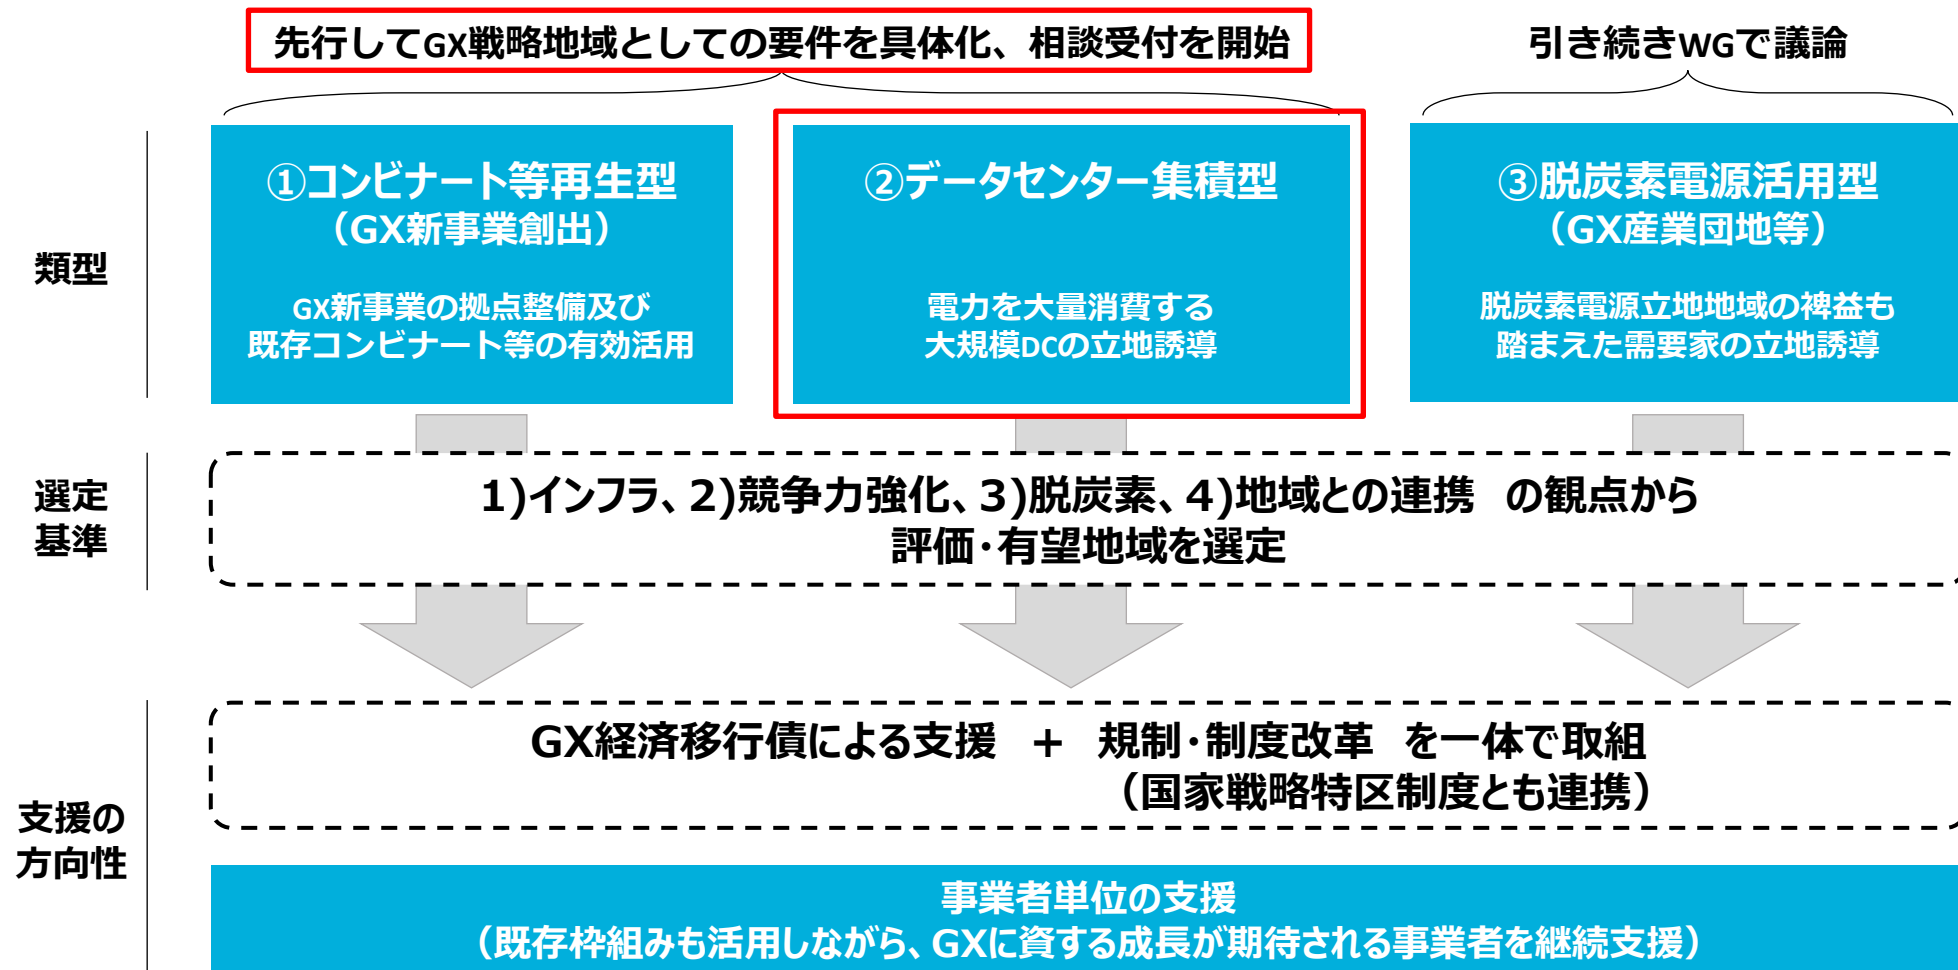 先行してGX戦略地域としての要件を具体化、相談受付を開始
引き続きWGで議論
類型
①コンビナート等再生型
（GX新事業創出）
GX新事業の拠点整備及び
既存コンビナート等の有効活用
②データセンター集積型
電力を大量消費する
大規模DCの立地誘導
③脱炭素電源活用型
（GX産業団地等）
脱炭素電源立地地域の裨益も
踏まえた需要家の立地誘導
選定
基準
1)インフラ、2)競争力強化、3)脱炭素、4)地域との連携　の観点から
評価・有望地域を選定
支援の
方向性
GX経済移行債による支援　+　規制・制度改革　を一体で取組
（国家戦略特区制度とも連携）
事業者単位の支援
（既存枠組みも活用しながら、GXに資する成長が期待される事業者を継続支援）